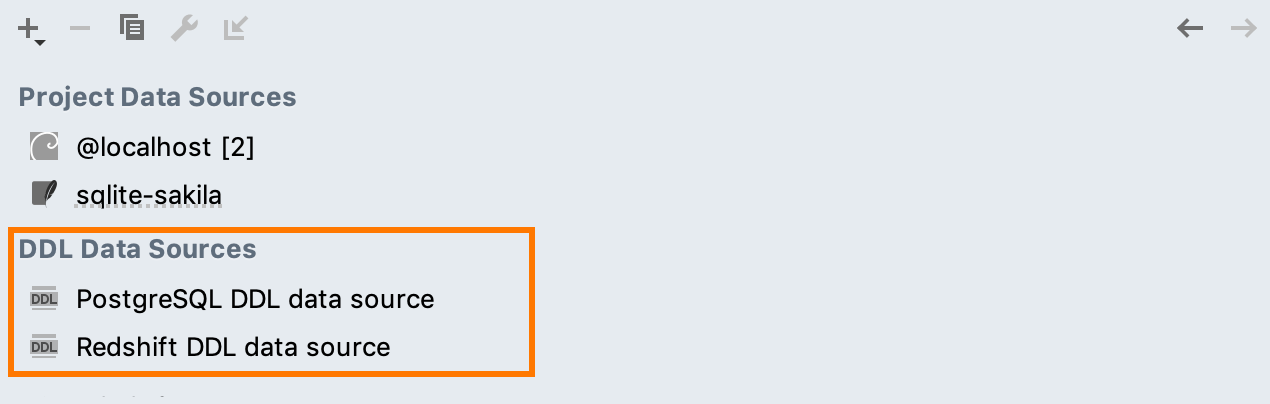 Project Data Sources
@localhost [2]
sqlite-sakila
DDL Data Sources
DDL PostgreSQL DDL data source
DDL Redshift DDL data source